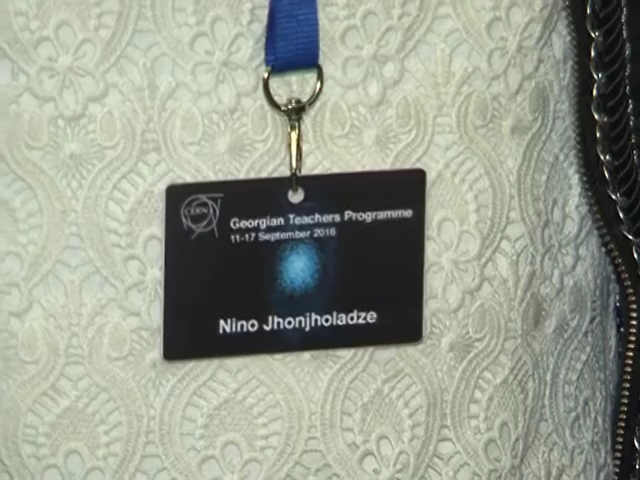 CERN
Georgian Teachers Programme
11-17 September 2016
Nino Jhonjholadze